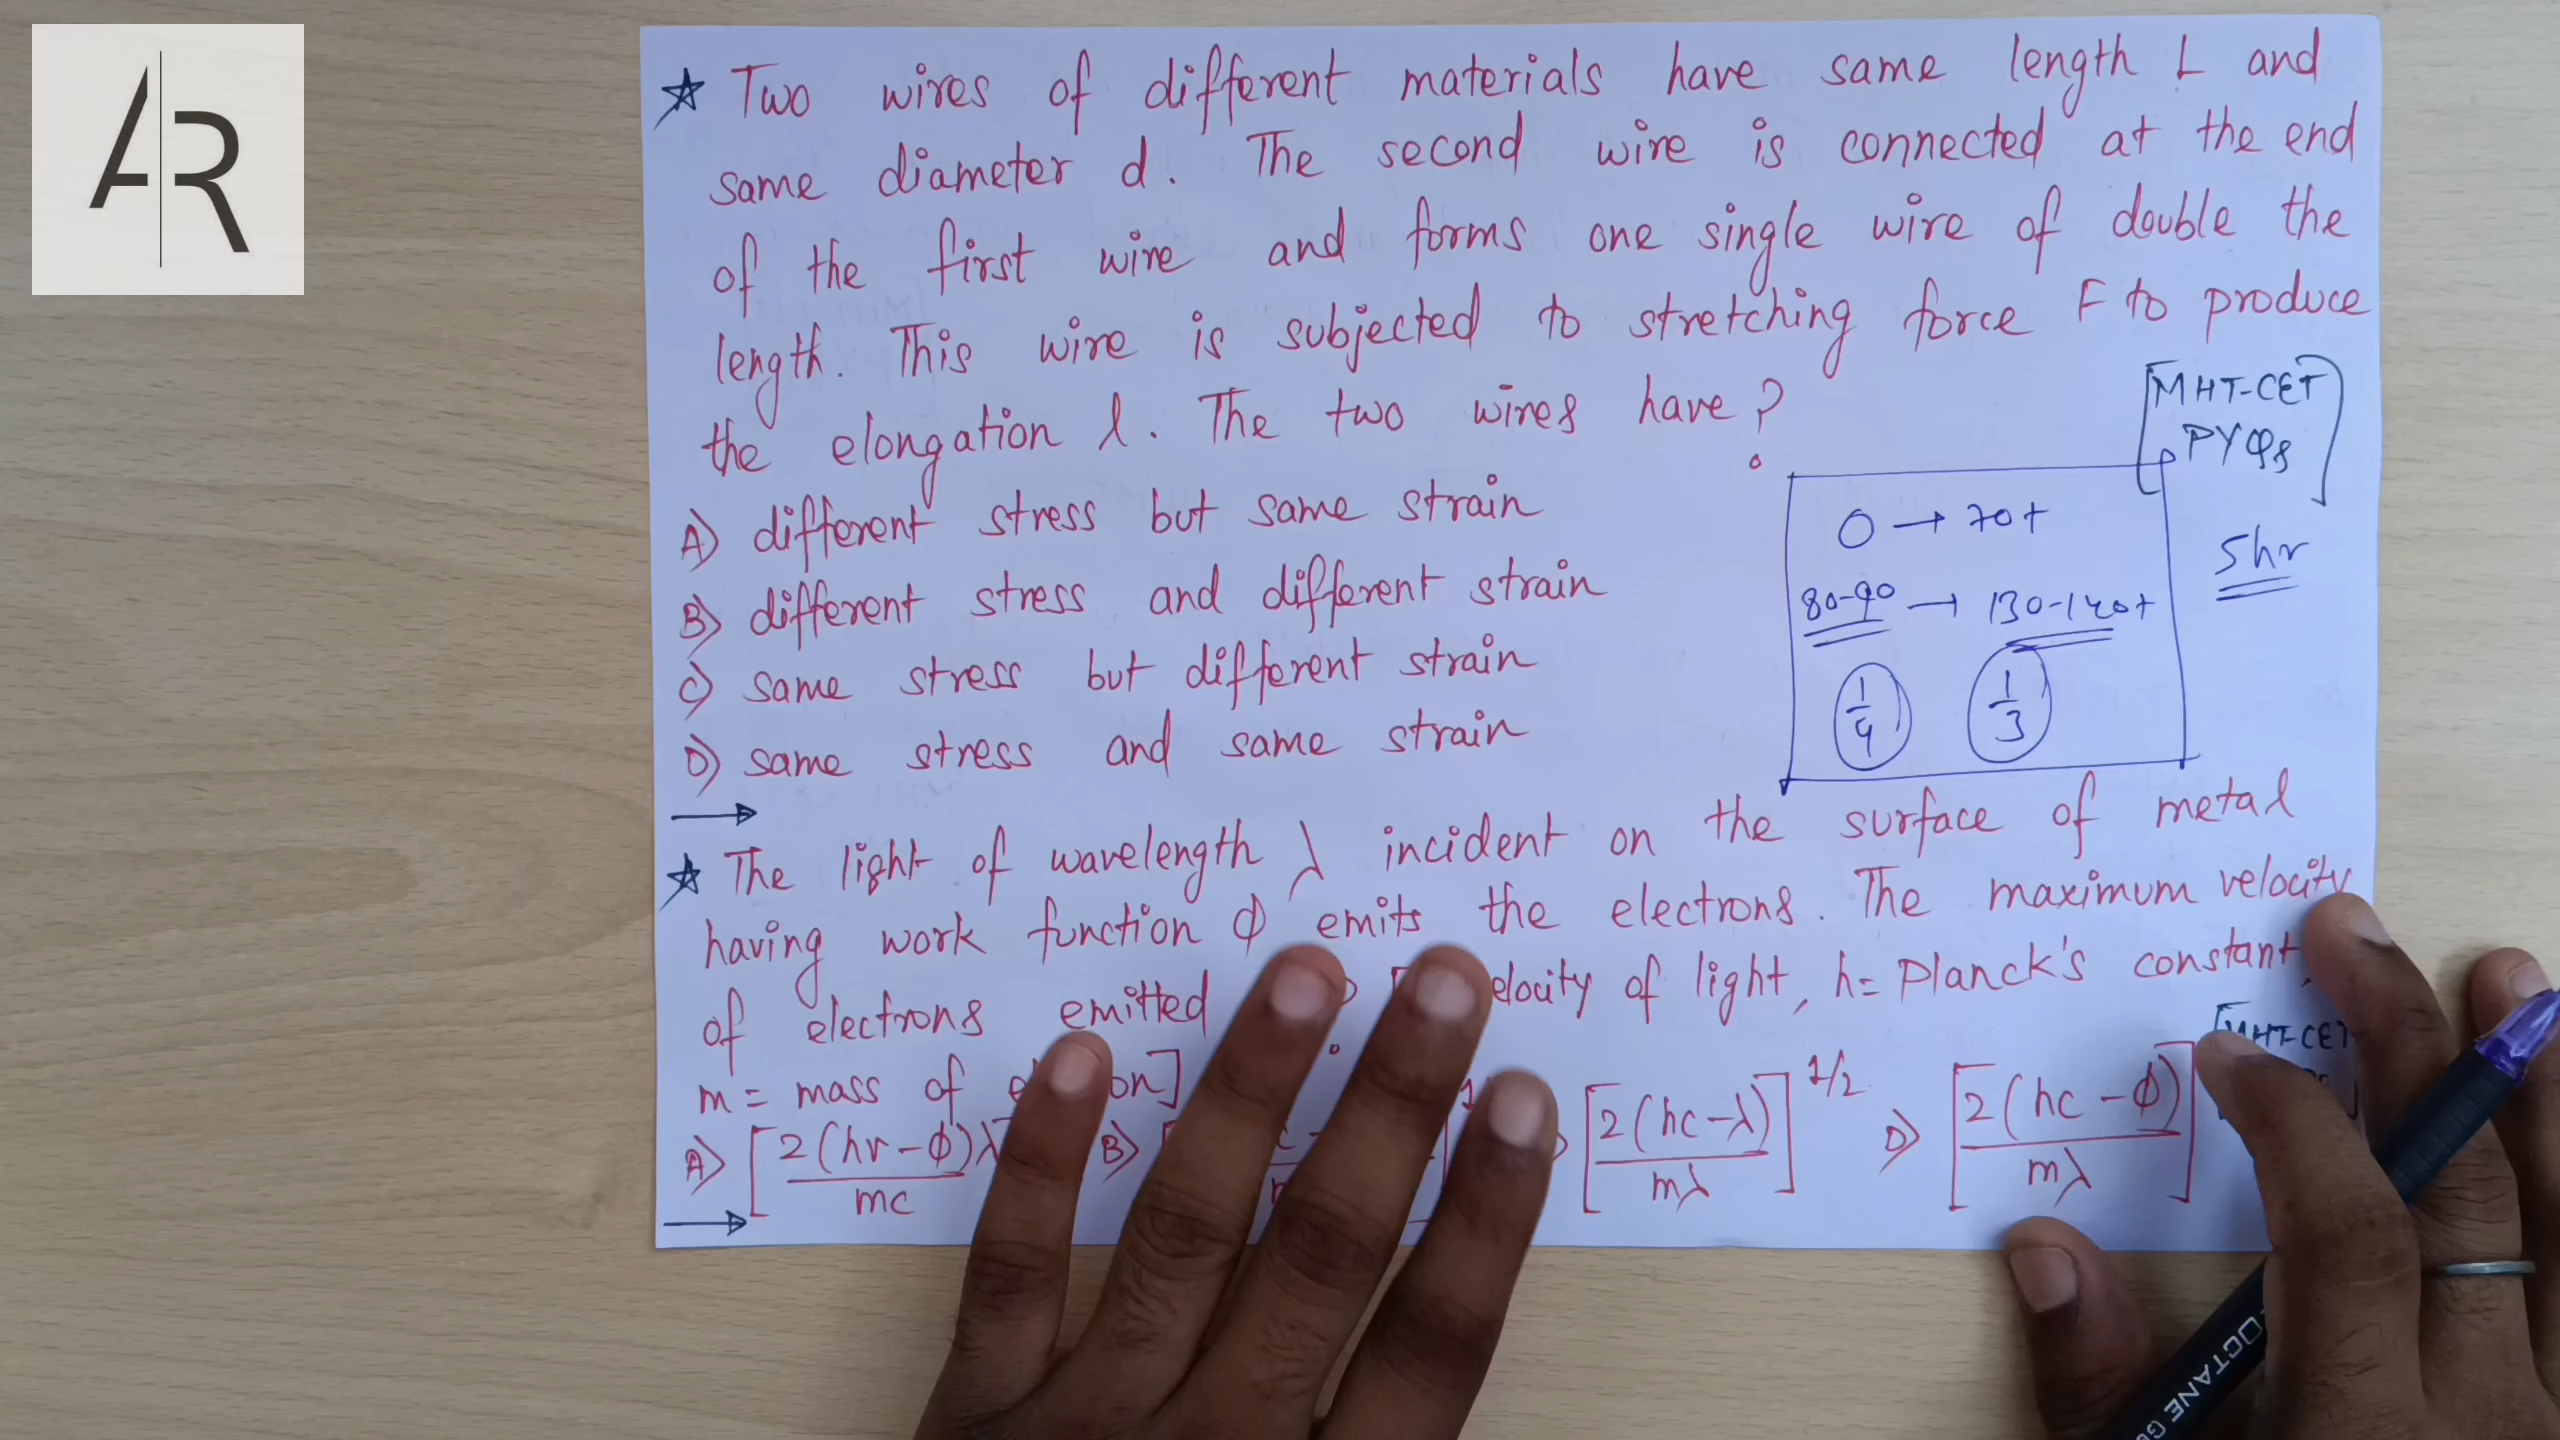 AR
★ Two wires of different materials have same length L and
same diameter d. The second wire is connected at the end
of the first wire and forms one single wire of double the
length. This wire is subjected to stretching force F to produce
the elongation l. The two wires have ?
[MHT-CET
PYQs]
A) different stress but same strain
B) different stress and different strain
C) same stress but different strain
D) same stress and same strain
0 → 70+
80-90 → 130-140+
1/4 1/3
5hr
★ The light of wavelength λ incident on the surface of metal
having work function ϕ emits the electrons. The maximum velocity
of electrons emitted of light, h= Planck's constant,
m = mass of
[MHT-CET
A) [2(hv-ϕ)λ/mc B) [2(hc-λ)/mλ]^1/2 D) [2(hc-ϕ)/mλ]
OCTANE